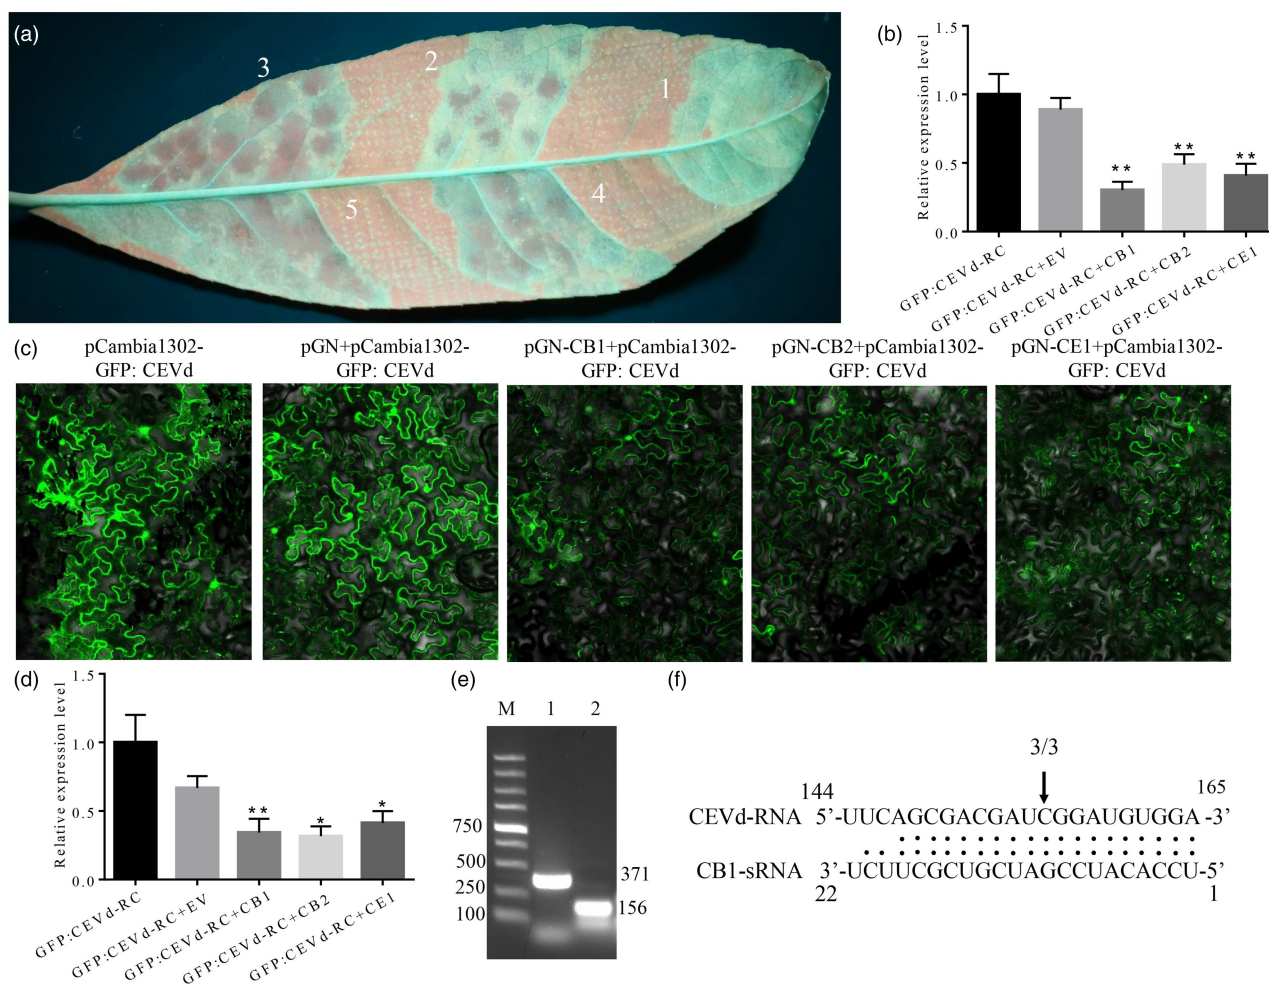 (a)
3
2
1
4
5
(b)
Relative expression level
1.5
1.0
0.5
0.0
**
**
**
GFP:CEVd-RC
GFP:CEVd-RC+EV
GFP:CEVd-RC+CB1
GFP:CEVd-RC+CB2
GFP:CEVd-RC+CE1
(c)
pCambia1302-
GFP: CEVd
pGN+pCambia1302-
GFP: CEVd
pGN-CB1+pCambia1302-
GFP: CEVd
pGN-CB2+pCambia1302-
GFP: CEVd
pGN-CE1+pCambia1302-
GFP: CEVd
(d)
Relative expression level
1.5
1.0
0.5
0.0
**
*
*
GFP:CEVd-RC
GFP:CEVd-RC+EV
GFP:CEVd-RC+CB1
GFP:CEVd-RC+CB2
GFP:CEVd-RC+CE1
(e)
M 1 2
750
500
250
100
371
156
(f)
3/3
144 165
CEVd-RNA 5’-UUCAGCGACGAUCGGAUGUGGA -3’
CB1-sRNA 3’-UCUUCGCUGCUAGCCUACACCU-5’
22 1